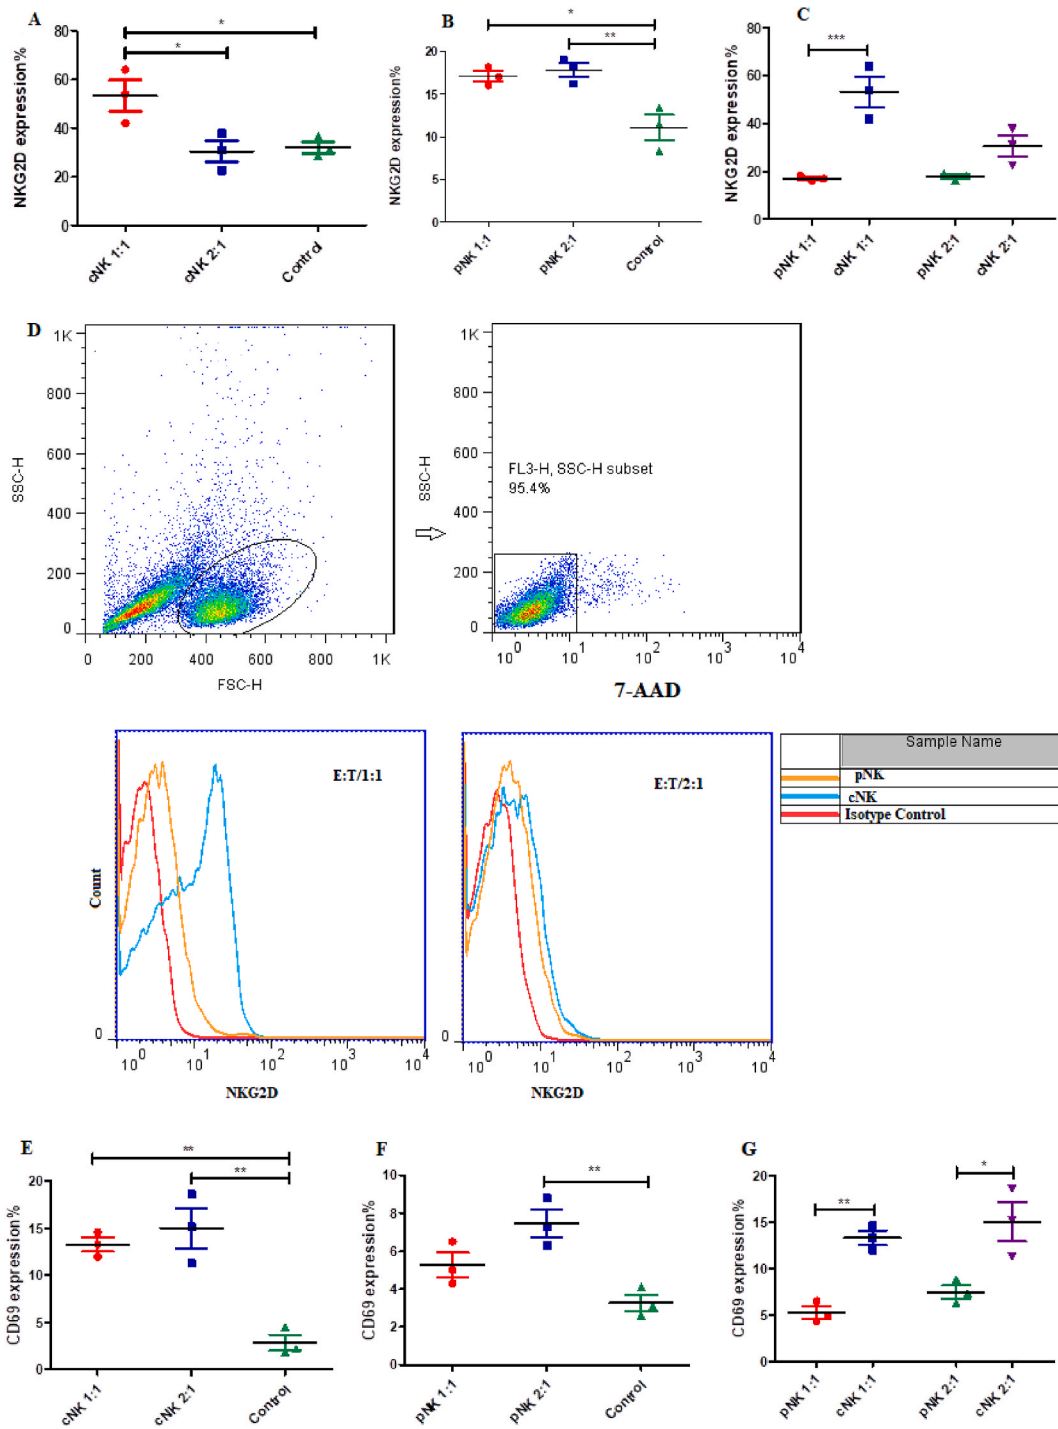 A
80
60
40
20
0
NKG2D expression%
*
*
cNK 1:1
cNK 2:1
Control
B
20
15
10
5
0
NKG2D expression%
*
**
pNK 1:1
pNK 2:1
Control
C
80
60
40
20
0
NKG2D expression%
***
pNK 1:1
cNK 1:1
pNK 2:1
cNK 2:1
D
1K
800
600
400
200
0
SSC-H
0 200 400 600 800 1K
FSC-H
1K
800
600
400
200
0
SSC-H
FL3-H, SSC-H subset
95.4%
10^0 10^1 10^2 10^3 10^4
7-AAD
E:T/1:1
Count
0
10^0 10^1 10^2 10^3 10^4
NKG2D
E:T/2:1
0
10^0 10^1 10^2 10^3 10^4
NKG2D
Sample Name
pNK
cNK
Isotype Control
E
20
15
10
5
0
CD69 expression%
**
**
cNK 1:1
cNK 2:1
Control
F
10
8
6
4
2
0
CD69 expression%
**
pNK 1:1
pNK 2:1
Control
G
20
15
10
5
0
CD69 expression%
**
*
pNK 1:1
cNK 1:1
pNK 2:1
cNK 2:1